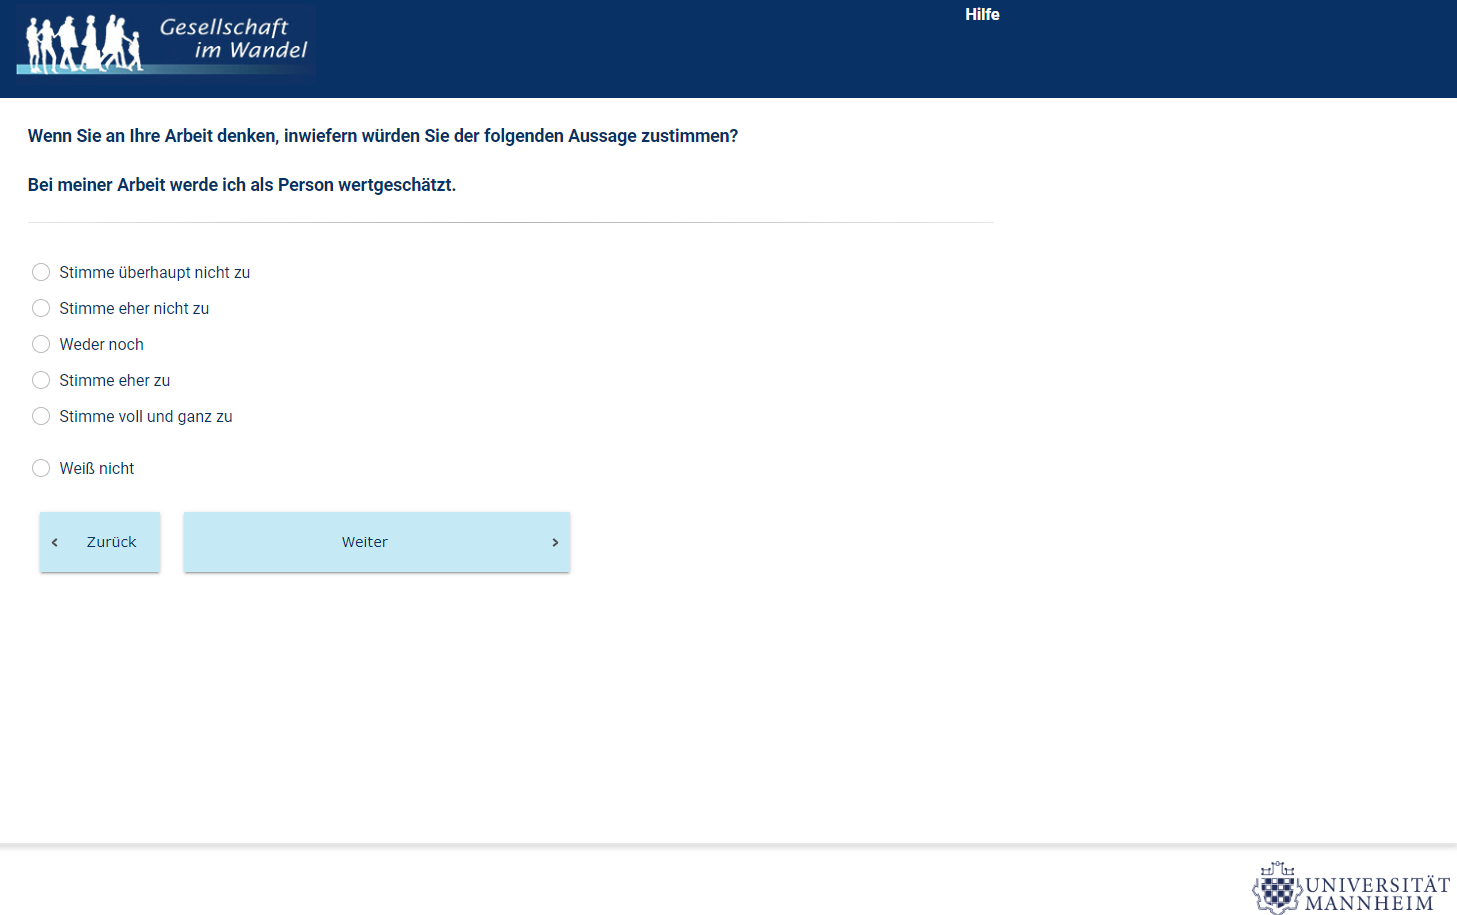 Gesellschaft
im Wandel
Hilfe
Wenn Sie an Ihre Arbeit denken, inwiefern würden Sie der folgenden Aussage zustimmen?
Bei meiner Arbeit werde ich als Person wertgeschätzt.
Stimme überhaupt nicht zu
Stimme eher nicht zu
Weder noch
Stimme eher zu
Stimme voll und ganz zu
Weiß nicht
Zurück
Weiter
UNIVERSITÄT
MANNHEIM